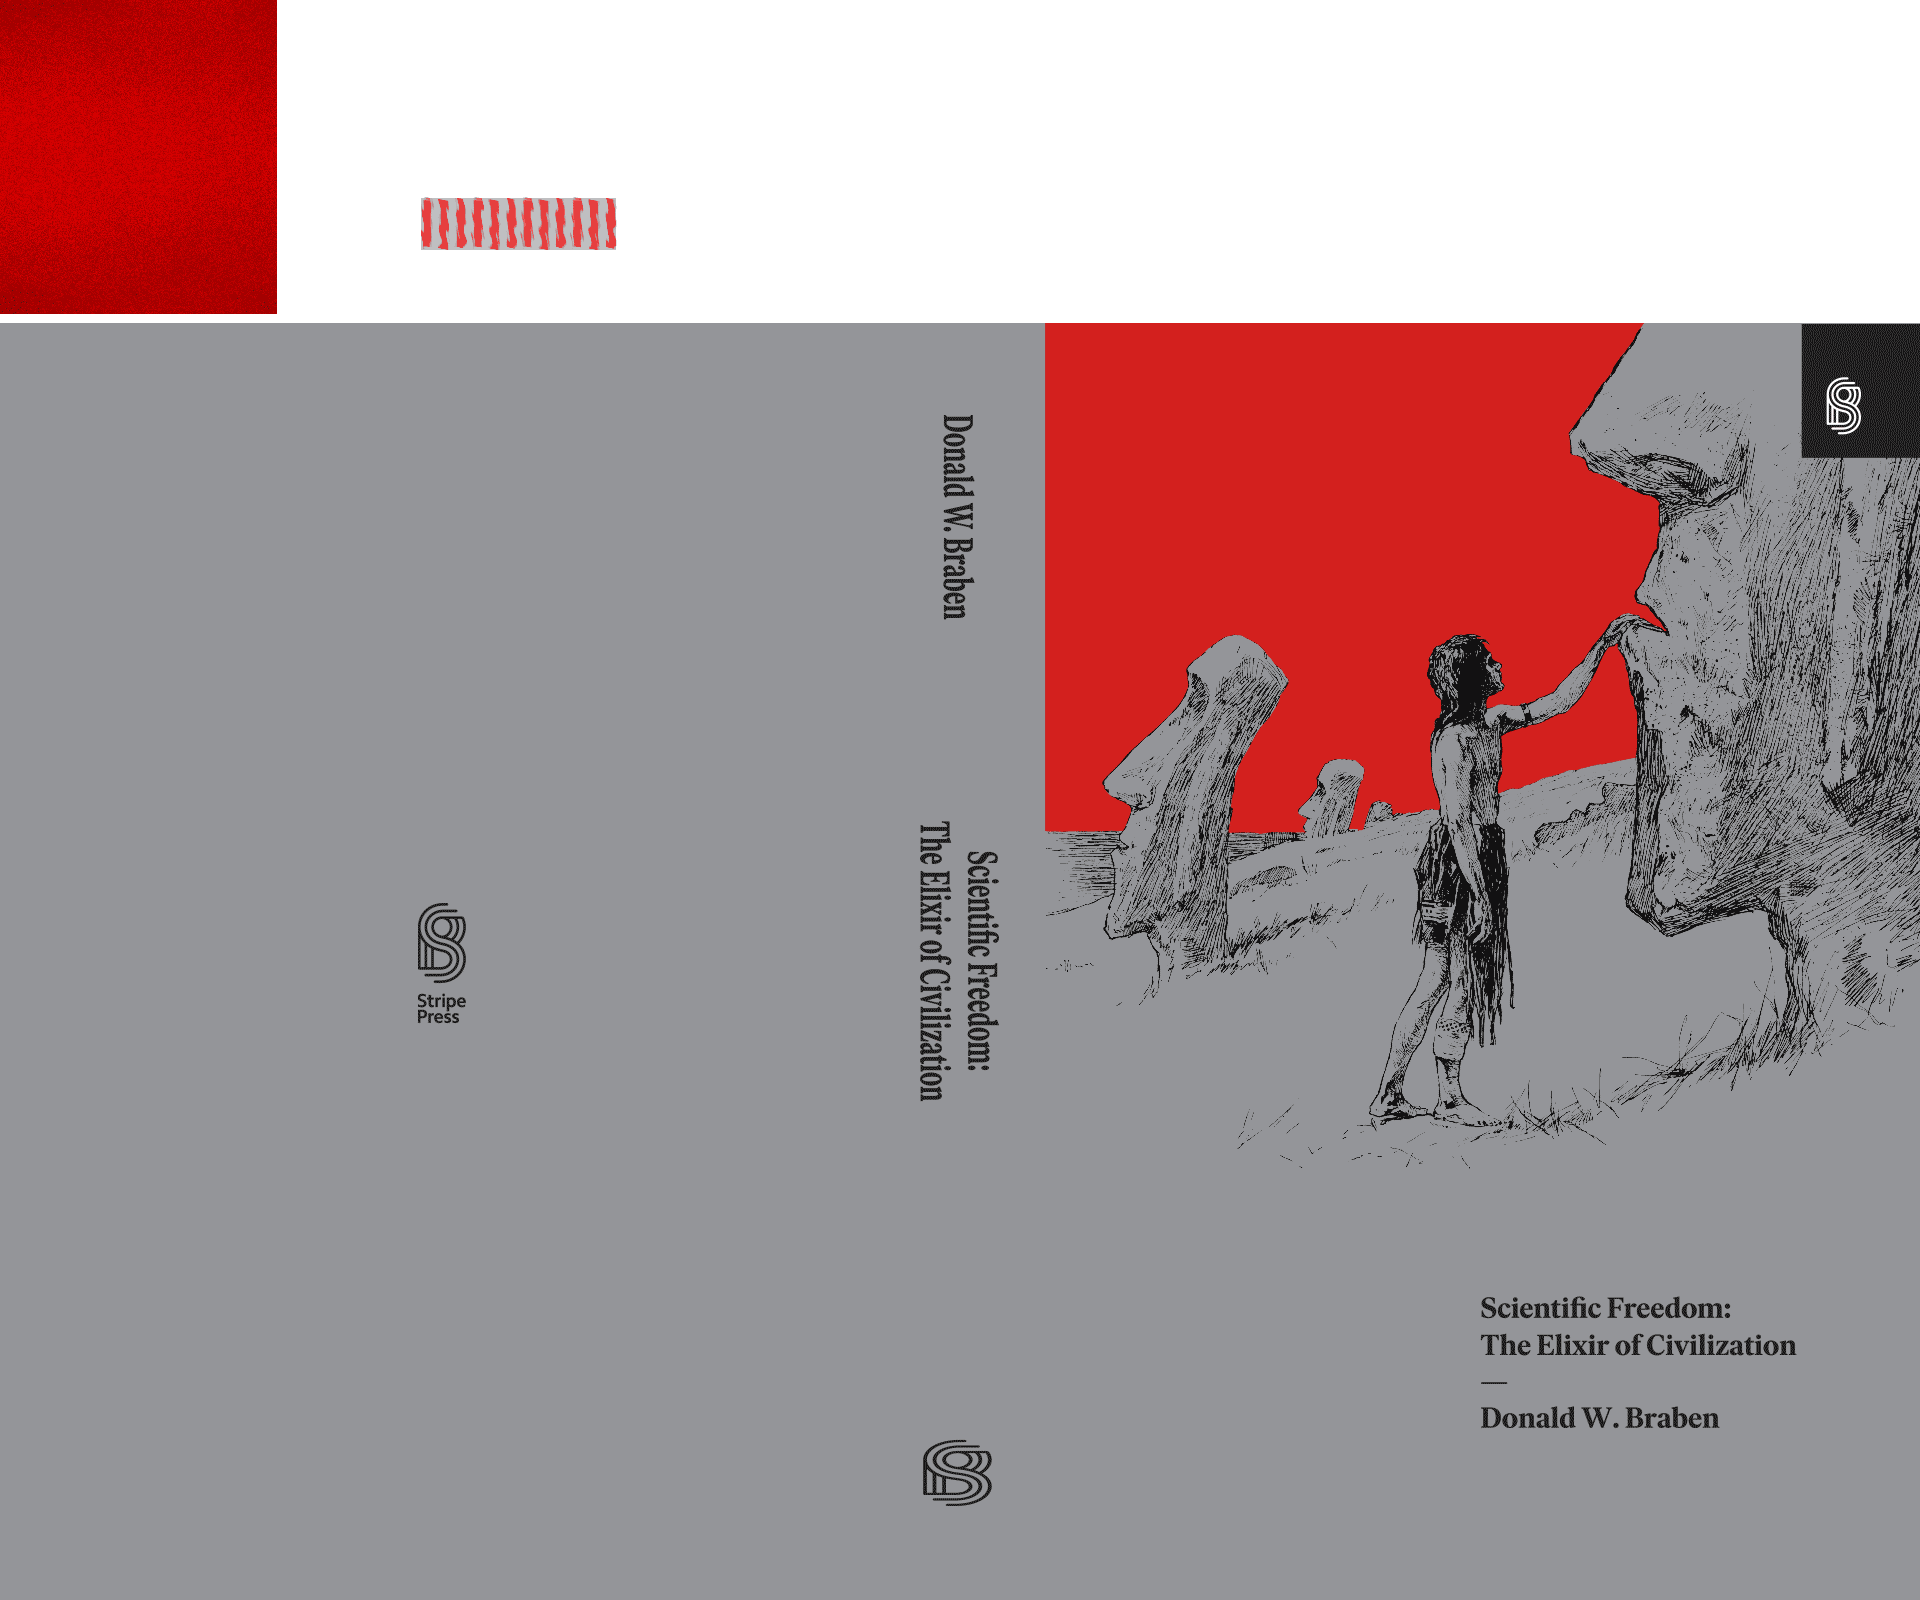 Stripe
Press
Donald W. Braben
Scientific Freedom:
The Elixir of Civilization
Scientific Freedom:
The Elixir of Civilization
—
Donald W. Braben